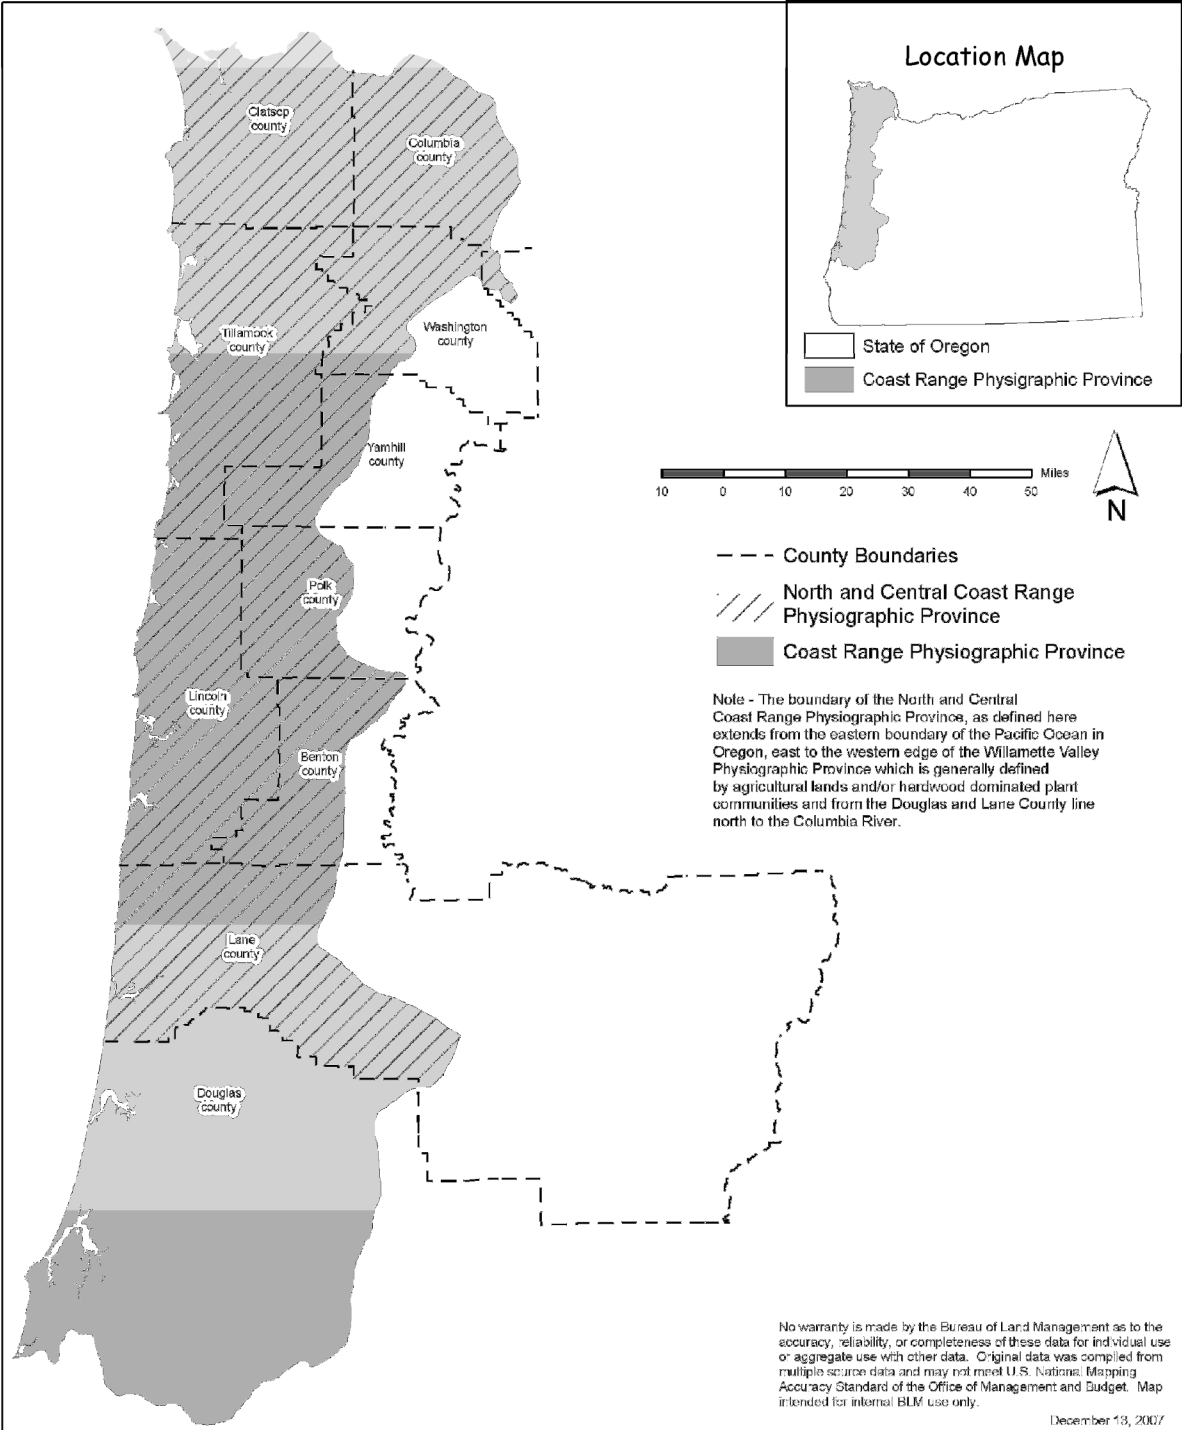 Location Map
State of Oregon
Coast Range Physigraphic Province
Clatsop
county
Columbia
county
Tillamook
county
Washington
county
Yamhill
county
Polk
county
Lincoln
county
Benton
county
Lane
county
Douglas
county
10 0 10 20 30 40 50 Miles
N
County Boundaries
North and Central Coast Range
Physiographic Province
Coast Range Physiographic Province
Note - The boundary of the North and Central
Coast Range Physiographic Province, as defined here
extends from the eastern boundary of the Pacific Ocean in
Oregon, east to the western edge of the Willamette Valley
Physiographic Province which is generally defined
by agricultural lands and/or hardwood dominated plant
communities and from the Douglas and Lane County line
north to the Columbia River.
No warranty is made by the Bureau of Land Management as to the
accuracy, reliability, or completeness of these data for individual use
or aggregate use with other data. Original data was compiled from
multiple source data and may not meet U.S. National Mapping
Accuracy Standard of the Office of Management and Budget. Map
intended for internal BLM use only.
December 13, 2007